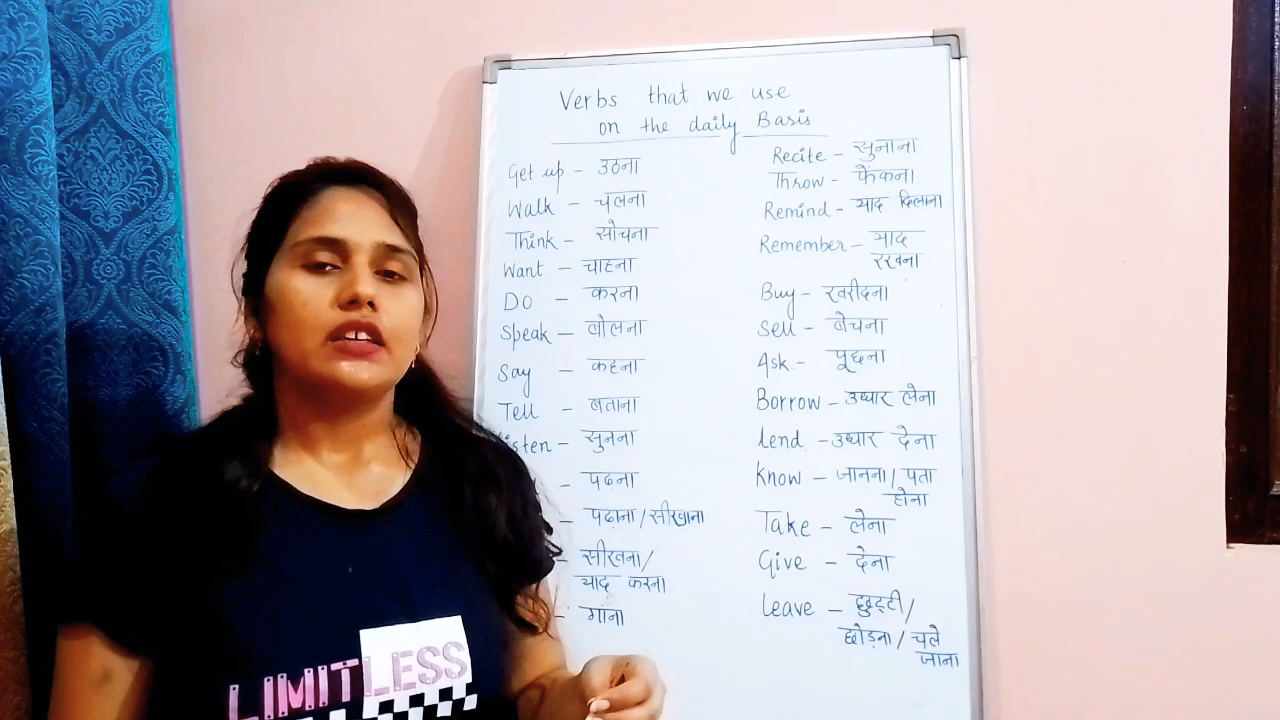 Verbs that we use
on the daily Basis
Get up - उठना
Walk - चलना
Think - सोचना
Want - चाहना
Do - करना
Speak - बोलना
Say - कहना
Tell - बताना
isten - सुनना
- पढना
- पढ़ाना/सीखाना
- सीखना/
याद करना
- गाना
Recite - सुनाना
Throw - फेंकना
Remind - याद दिलाना
Remember - याद
रखना
Buy - खरीदना
Sell - बेचना
Ask - पूछना
Borrow - उधार लेना
Lend - उधार देना
Know - जानना/पता
होना
Take - लेना
Give - देना
Leave - छुट्टी/
छोड़ना/चले
जाना
LIMITLESS